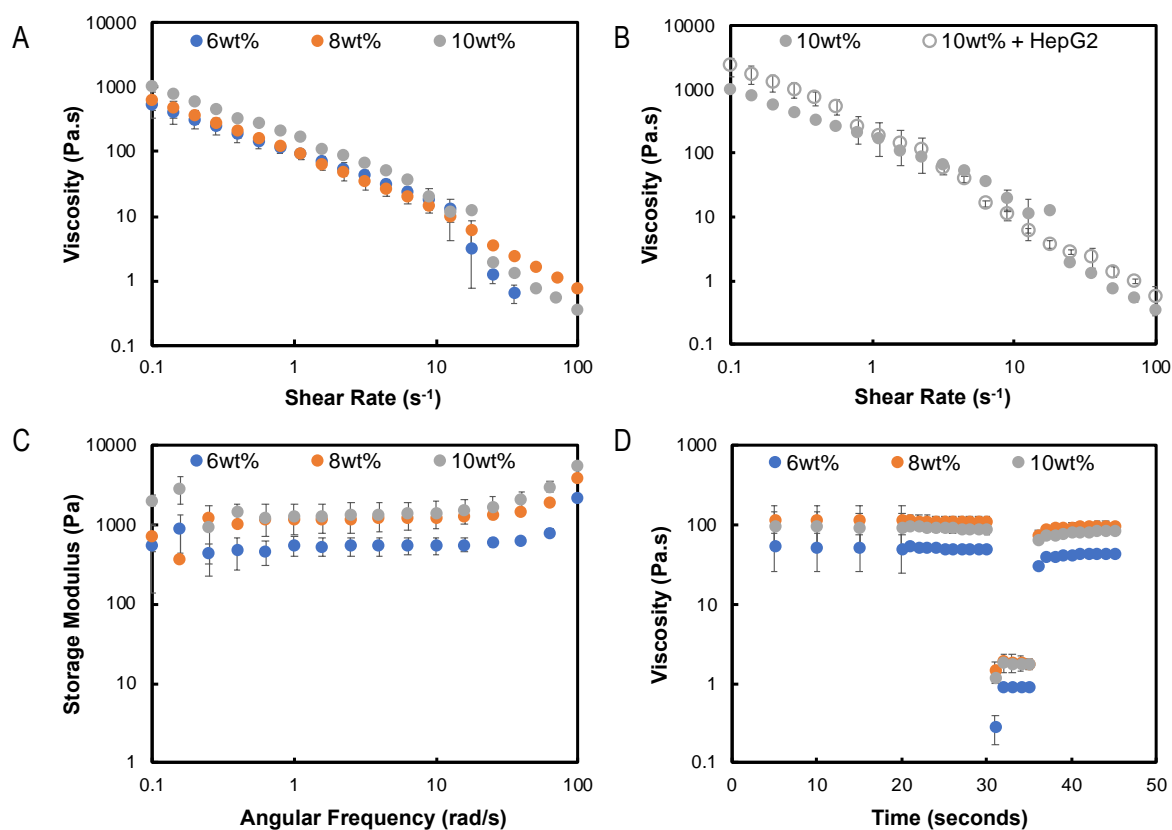 A
10000
1000
100
10
1
0.1
6wt% 8wt% 10wt%
Viscosity (Pa.s)
0.1 1 10 100
Shear Rate (s⁻¹)
B
10000
1000
100
10
1
0.1
10wt% 10wt% + HepG2
Viscosity (Pa.s)
0.1 1 10 100
Shear Rate (s⁻¹)
C
10000
1000
100
10
1
6wt% 8wt% 10wt%
Storage Modulus (Pa)
0.1 1 10 100
Angular Frequency (rad/s)
D
1000
100
10
1
0.1
6wt% 8wt% 10wt%
Viscosity (Pa.s)
0 10 20 30 40 50
Time (seconds)